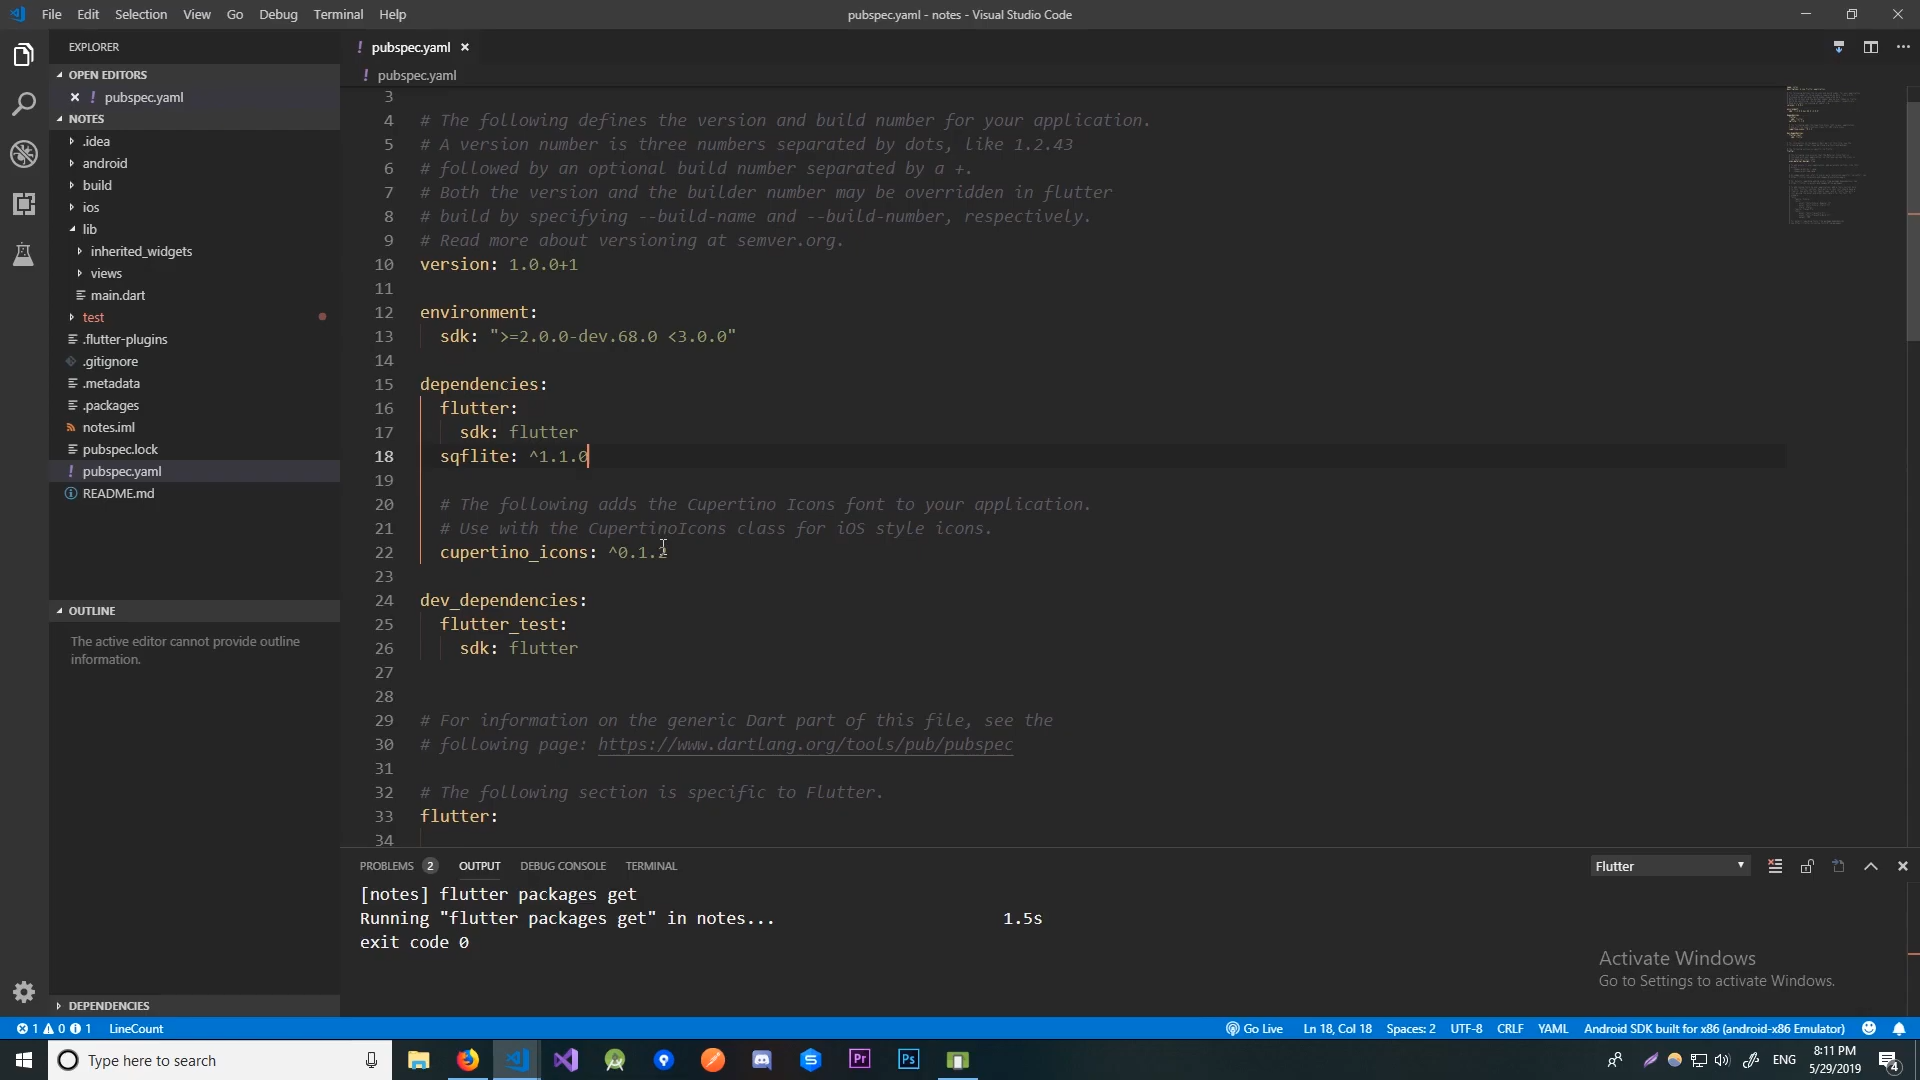 File Edit Selection View Go Debug Terminal Help
pubspec.yaml - notes - Visual Studio Code
EXPLORER
OPEN EDITORS
pubspec.yaml
NOTES
.idea
android
build
ios
lib
inherited_widgets
views
main.dart
test
.flutter-plugins
.gitignore
.metadata
.packages
notes.iml
pubspec.lock
pubspec.yaml
README.md
OUTLINE
The active editor cannot provide outline
information.
DEPENDENCIES
! pubspec.yaml
! pubspec.yaml
3
4 # The following defines the version and build number for your application.
5 # A version number is three numbers separated by dots, like 1.2.43
6 # followed by an optional build number separated by a +.
7 # Both the version and the builder number may be overridden in flutter
8 # build by specifying --build-name and --build-number, respectively.
9 # Read more about versioning at semver.org.
10 version: 1.0.0+1
11
12 environment:
13 sdk: ">=2.0.0-dev.68.0 <3.0.0"
14
15 dependencies:
16 flutter:
17 sdk: flutter
18 sqflite: ^1.1.0
19
20 # The following adds the Cupertino Icons font to your application.
21 # Use with the CupertinoIcons class for iOS style icons.
22 cupertino_icons: ^0.1.2
23
24 dev_dependencies:
25 flutter_test:
26 sdk: flutter
27
28
29 # For information on the generic Dart part of this file, see the
30 # following page: https://www.dartlang.org/tools/pub/pubspec
31
32 # The following section is specific to Flutter.
33 flutter:
34
PROBLEMS 2 OUTPUT DEBUG CONSOLE TERMINAL
Flutter
[notes] flutter packages get
Running "flutter packages get" in notes... 1.5s
exit code 0
Activate Windows
Go to Settings to activate Windows.
1 0 1 LineCount
Go Live Ln 18, Col 18 Spaces: 2 UTF-8 CRLF YAML Android SDK built for x86 (android-x86 Emulator)
Type here to search
Pr
Ps
ENG
8:11 PM
5/29/2019
4